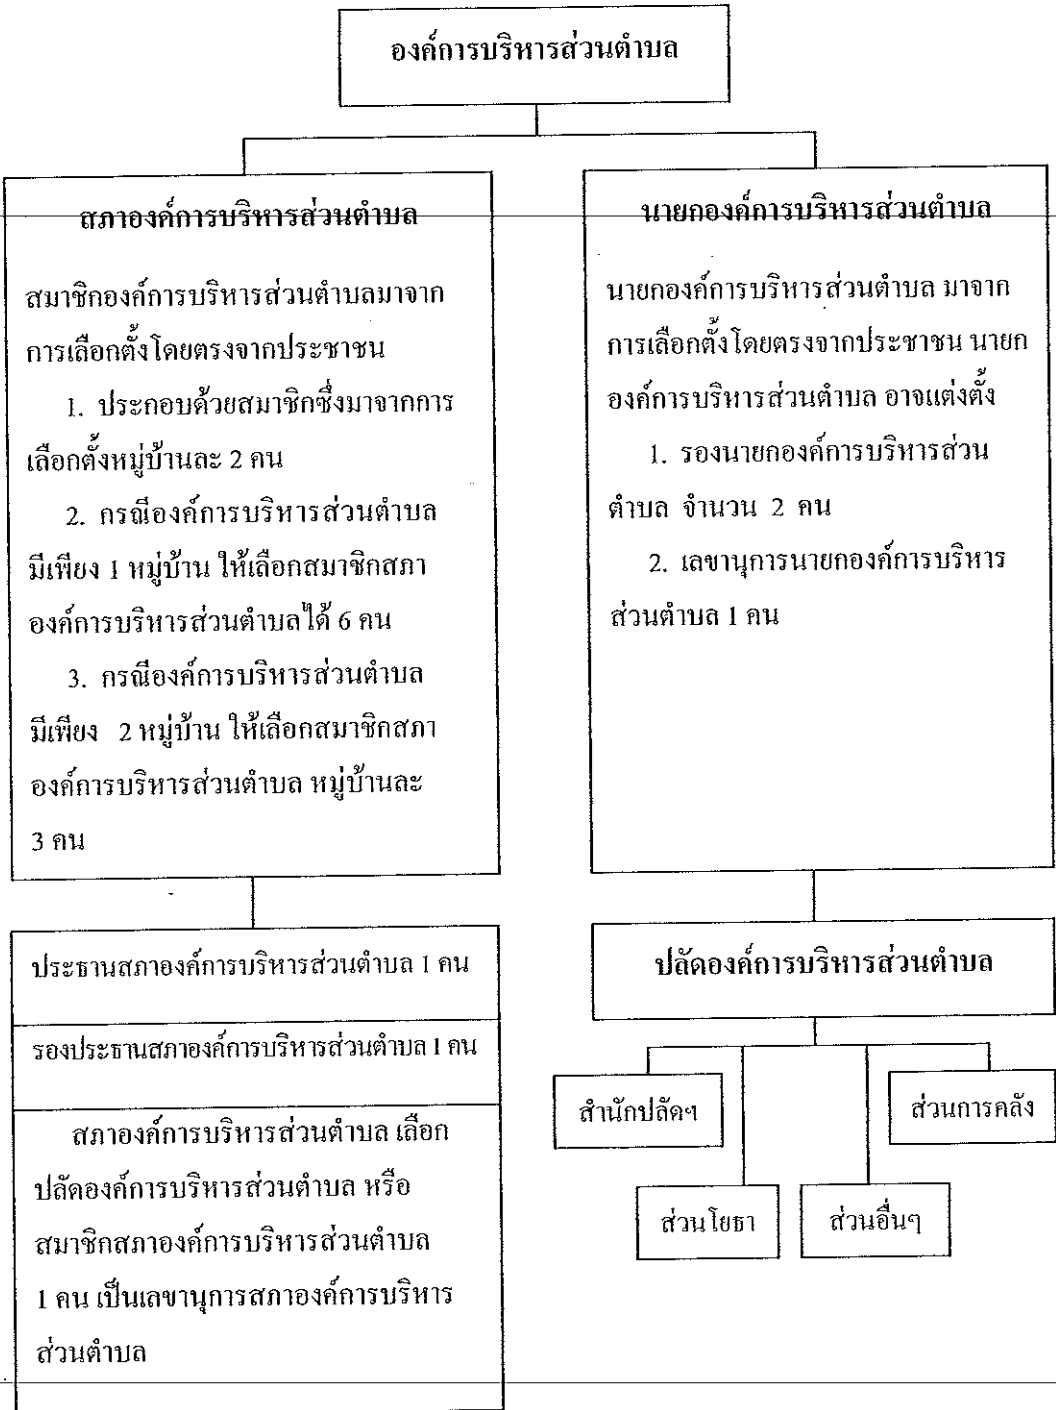 องค์การบริหารส่วนตำบล
สภาองค์การบริหารส่วนตำบล
สมาชิกองค์การบริหารส่วนตำบลมาจาก
การเลือกตั้งโดยตรงจากประชาชน
1. ประกอบด้วยสมาชิกซึ่งมาจากการ
เลือกตั้งหมู่บ้านละ 2 คน
2. กรณีองค์การบริหารส่วนตำบล
มีเพียง 1 หมู่บ้าน ให้เลือกสมาชิกสภา
องค์การบริหารส่วนตำบลได้ 6 คน
3. กรณีองค์การบริหารส่วนตำบล
มีเพียง 2 หมู่บ้าน ให้เลือกสมาชิกสภา
องค์การบริหารส่วนตำบล หมู่บ้านละ
3 คน
นายกองค์การบริหารส่วนตำบล
นายกองค์การบริหารส่วนตำบล มาจาก
การเลือกตั้งโดยตรงจากประชาชน นายก
องค์การบริหารส่วนตำบล อาจแต่งตั้ง
1. รองนายกองค์การบริหารส่วน
ตำบล จำนวน 2 คน
2. เลขานุการนายกองค์การบริหาร
ส่วนตำบล 1 คน
ประธานสภาองค์การบริหารส่วนตำบล 1 คน
รองประธานสภาองค์การบริหารส่วนตำบล 1 คน
สภาองค์การบริหารส่วนตำบล เลือก
ปลัดองค์การบริหารส่วนตำบล หรือ
สมาชิกสภาองค์การบริหารส่วนตำบล
1 คน เป็นเลขานุการสภาองค์การบริหาร
ส่วนตำบล
ปลัดองค์การบริหารส่วนตำบล
สำนักปลัดฯ
ส่วนการคลัง
ส่วนโยธา
ส่วนอื่นๆ